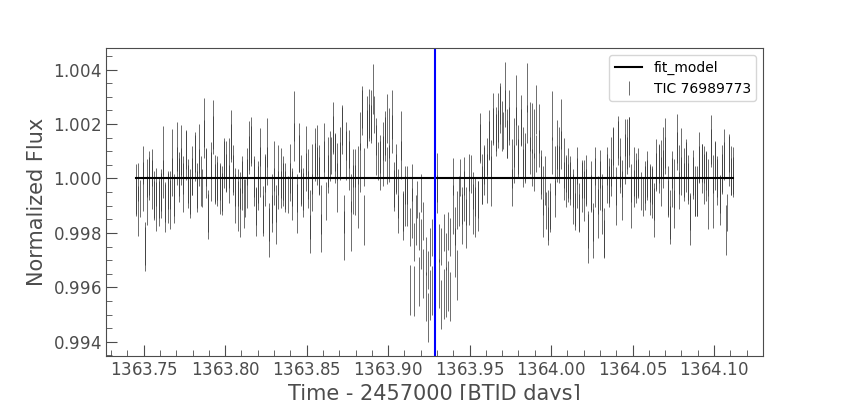 fit_model
TIC 76989773
1.004
1.002
1.000
0.998
0.996
0.994
Normalized Flux
1363.75 1363.80 1363.85 1363.90 1363.95 1364.00 1364.05 1364.10
Time - 2457000 [BTJD days]